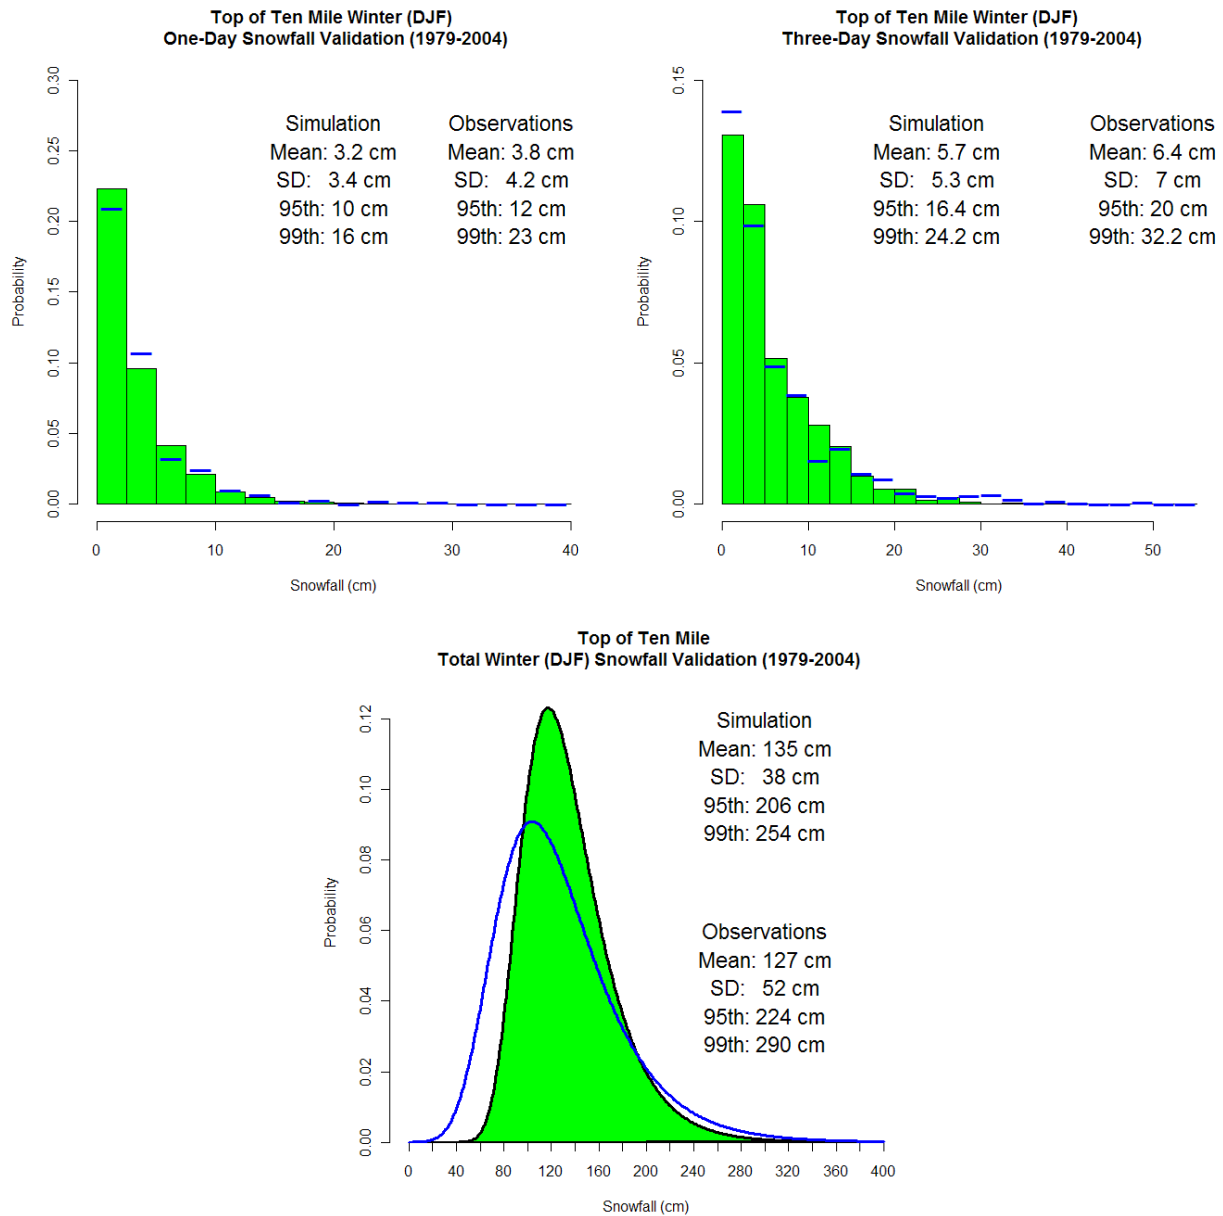 Top of Ten Mile Winter (DJF)
One-Day Snowfall Validation (1979-2004)
0.30
0.25
0.20
0.15
0.10
0.05
0.00
Probability
Simulation
Mean: 3.2 cm
SD: 3.4 cm
95th: 10 cm
99th: 16 cm
Observations
Mean: 3.8 cm
SD: 4.2 cm
95th: 12 cm
99th: 23 cm
0 10 20 30 40
Snowfall (cm)
Top of Ten Mile Winter (DJF)
Three-Day Snowfall Validation (1979-2004)
0.15
0.10
0.05
0.00
Probability
Simulation
Mean: 5.7 cm
SD: 5.3 cm
95th: 16.4 cm
99th: 24.2 cm
Observations
Mean: 6.4 cm
SD: 7 cm
95th: 20 cm
99th: 32.2 cm
0 10 20 30 40 50
Snowfall (cm)
Top of Ten Mile
Total Winter (DJF) Snowfall Validation (1979-2004)
0.12
0.10
0.08
0.06
0.04
0.02
0.00
Probability
Simulation
Mean: 135 cm
SD: 38 cm
95th: 206 cm
99th: 254 cm
Observations
Mean: 127 cm
SD: 52 cm
95th: 224 cm
99th: 290 cm
0 40 80 120 160 200 240 280 320 360 400
Snowfall (cm)